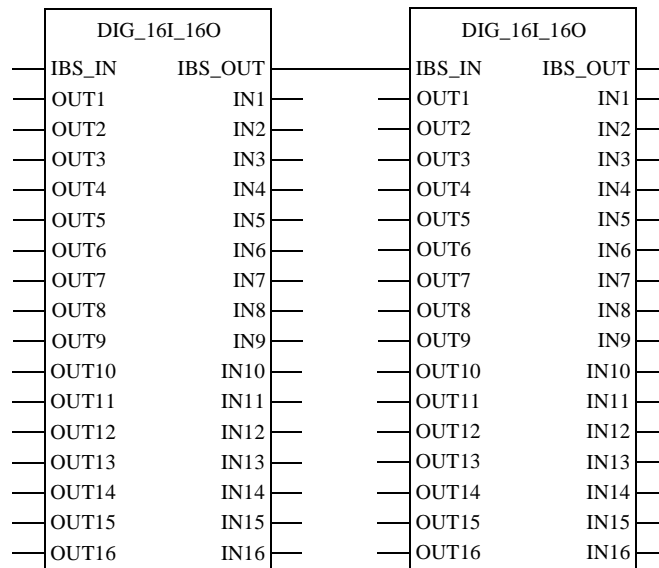 DIG_16I_16O DIG_16I_16O
IBS_IN IBS_OUT IBS_IN IBS_OUT
OUT1 IN1 OUT1 IN1
OUT2 IN2 OUT2 IN2
OUT3 IN3 OUT3 IN3
OUT4 IN4 OUT4 IN4
OUT5 IN5 OUT5 IN5
OUT6 IN6 OUT6 IN6
OUT7 IN7 OUT7 IN7
OUT8 IN8 OUT8 IN8
OUT9 IN9 OUT9 IN9
OUT10 IN10 OUT10 IN10
OUT11 IN11 OUT11 IN11
OUT12 IN12 OUT12 IN12
OUT13 IN13 OUT13 IN13
OUT14 IN14 OUT14 IN14
OUT15 IN15 OUT15 IN15
OUT16 IN16 OUT16 IN16